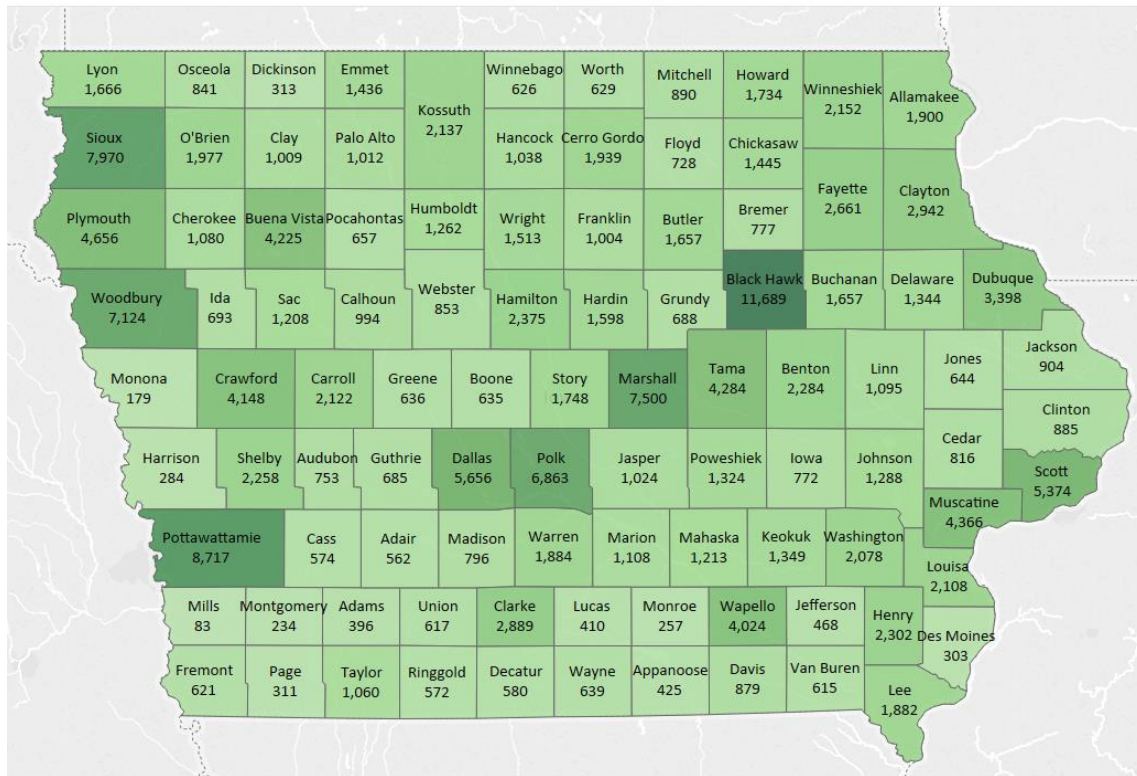 Lyon
1,666
Osceola
841
Dickinson
313
Emmet
1,436
Kossuth
2,137
Winnebago
626
Worth
629
Mitchell
890
Howard
1,734
Winneshiek
2,152
Allamakee
1,900
Sioux
7,970
O'Brien
1,977
Clay
1,009
Palo Alto
1,012
Hancock
1,038
Cerro Gordo
1,939
Floyd
728
Chickasaw
1,445
Plymouth
4,656
Cherokee
1,080
Buena Vista
4,225
Pocahontas
657
Humboldt
1,262
Wright
1,513
Franklin
1,004
Butler
1,657
Bremer
777
Fayette
2,661
Clayton
2,942
Woodbury
7,124
Ida
693
Sac
1,208
Calhoun
994
Webster
853
Hamilton
2,375
Hardin
1,598
Grundy
688
Black Hawk
11,689
Buchanan
1,657
Delaware
1,344
Dubuque
3,398
Monona
179
Crawford
4,148
Carroll
2,122
Greene
636
Boone
635
Story
1,748
Marshall
7,500
Tama
4,284
Benton
2,284
Linn
1,095
Jones
644
Jackson
904
Clinton
885
Harrison
284
Shelby
2,258
Audubon
753
Guthrie
685
Dallas
5,656
Polk
6,863
Jasper
1,024
Poweshiek
1,324
Iowa
772
Johnson
1,288
Cedar
816
Scott
5,374
Muscatine
4,366
Pottawattamie
8,717
Cass
574
Adair
562
Madison
796
Warren
1,884
Marion
1,108
Mahaska
1,213
Keokuk
1,349
Washington
2,078
Louisa
2,108
Mills
83
Montgomery
234
Adams
396
Union
617
Clarke
2,889
Lucas
410
Monroe
257
Wapello
4,024
Jefferson
468
Henry
2,302
Des Moines
303
Fremont
621
Page
311
Taylor
1,060
Ringgold
572
Decatur
580
Wayne
639
Appanoose
425
Davis
879
Van Buren
615
Lee
1,882